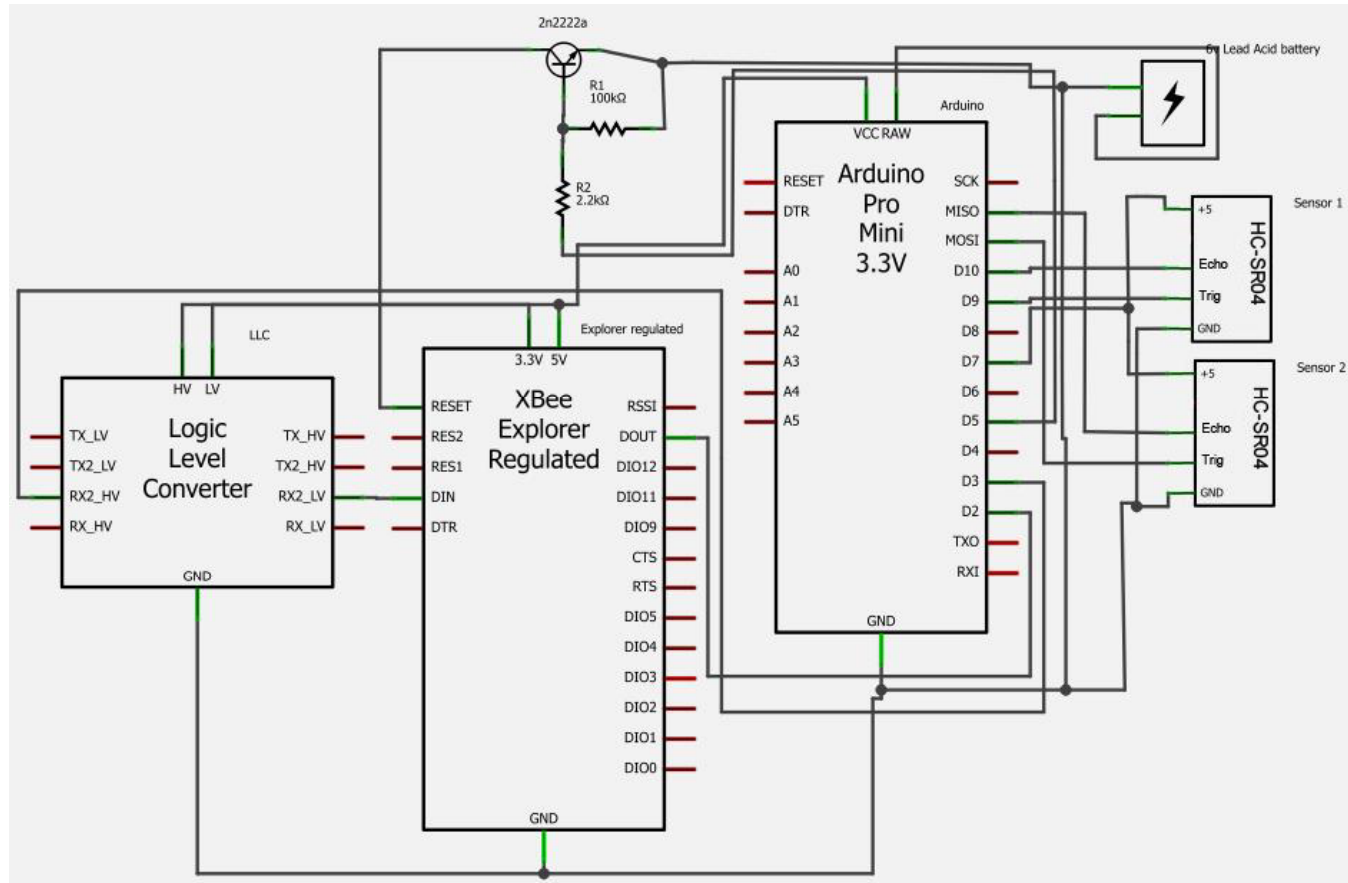 2n2222a
R1
100kΩ
R2
2.2kΩ
6v Lead Acid battery
Arduino
VCC RAW
Arduino
Pro
Mini
3.3V
RESET
DTR
A0
A1
A2
A3
A4
A5
SCK
MISO
MOSI
D10
D9
D8
D7
D6
D5
D4
D3
D2
TXO
RXI
GND
Sensor 1
+5
Echo
Trig
GND
HC-SR04
Sensor 2
+5
Echo
Trig
GND
HC-SR04
LLC
HV LV
Logic
Level
Converter
TX_LV
TX2_LV
RX2_HV
RX_HV
TX_HV
TX2_HV
RX2_LV
RX_LV
GND
Explorer regulated
3.3V 5V
XBee
Explorer
Regulated
RESET
RES2
RES1
DIN
DTR
RSSI
DOUT
DIO12
DIO11
DIO9
CTS
RTS
DIO5
DIO4
DIO3
DIO2
DIO1
DIO0
GND